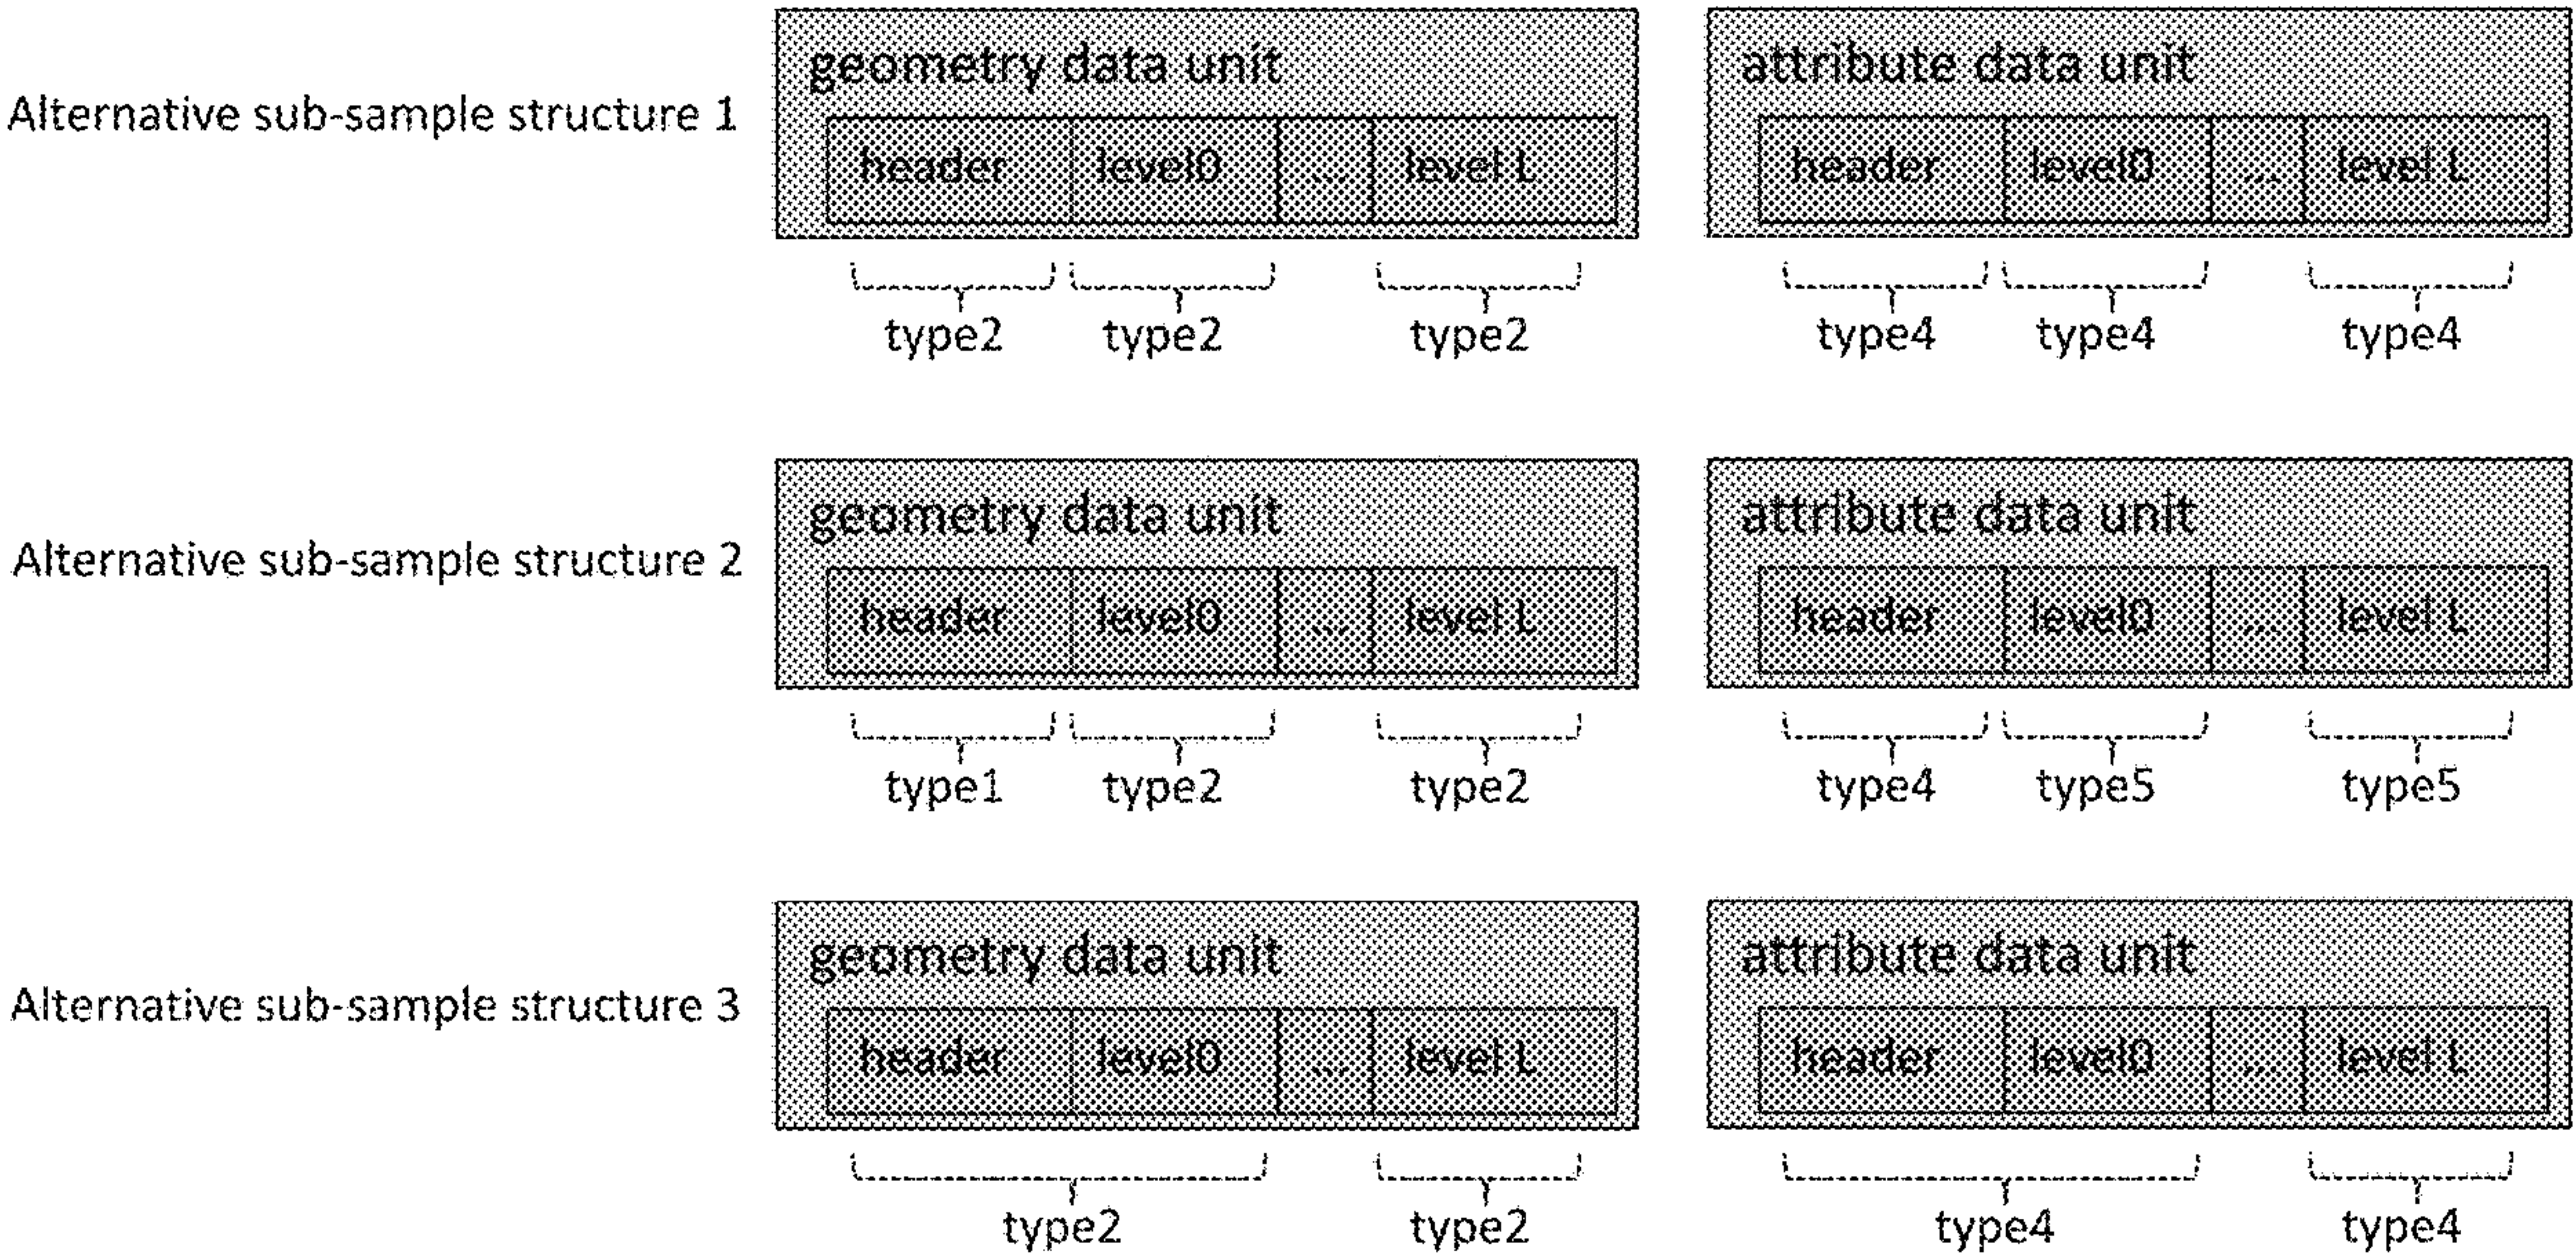 geometry data unit attribute data unit
Alternative sub-sample structure 1
header level0 ... level L header level0 ... level L
type2 type2 type2 type4 type4 type4
geometry data unit attribute data unit
Alternative sub-sample structure 2
header level0 ... level L header level0 ... level L
type1 type2 type2 type4 type5 type5
geometry data unit attribute data unit
Alternative sub-sample structure 3
header level0 ... level L header level0 ... level L
type2 type2 type4 type4